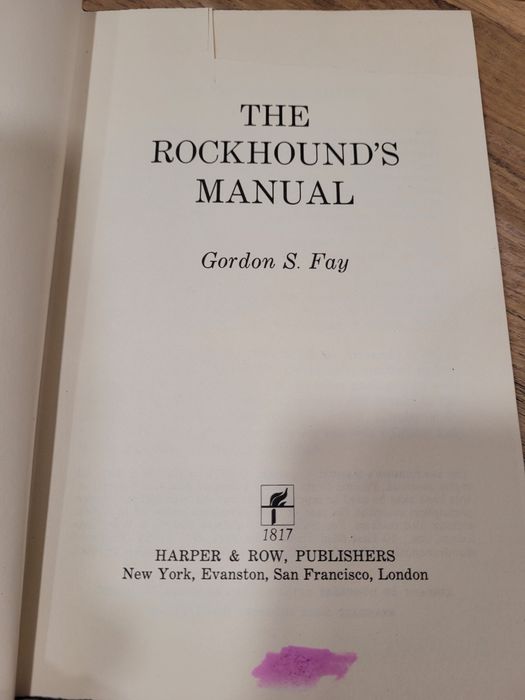 THE
ROCKHOUND'S
MANUAL
Gordon S. Fay
1817
HARPER & ROW, PUBLISHERS
New York, Evanston, San Francisco, London